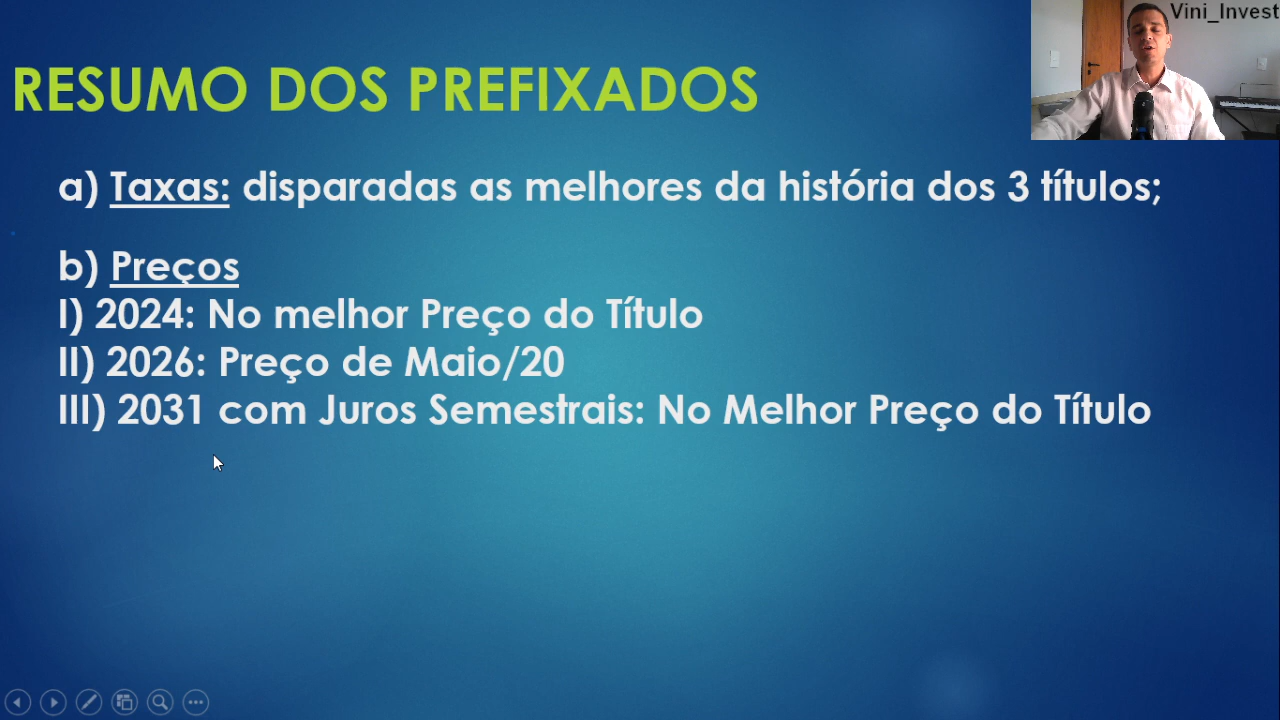 Vini_Invest
RESUMO DOS PREFIXADOS
a) Taxas: disparadas as melhores da história dos 3 títulos;
b) Preços
I) 2024: No melhor Preço do Título
II) 2026: Preço de Maio/20
III) 2031 com Juros Semestrais: No Melhor Preço do Título